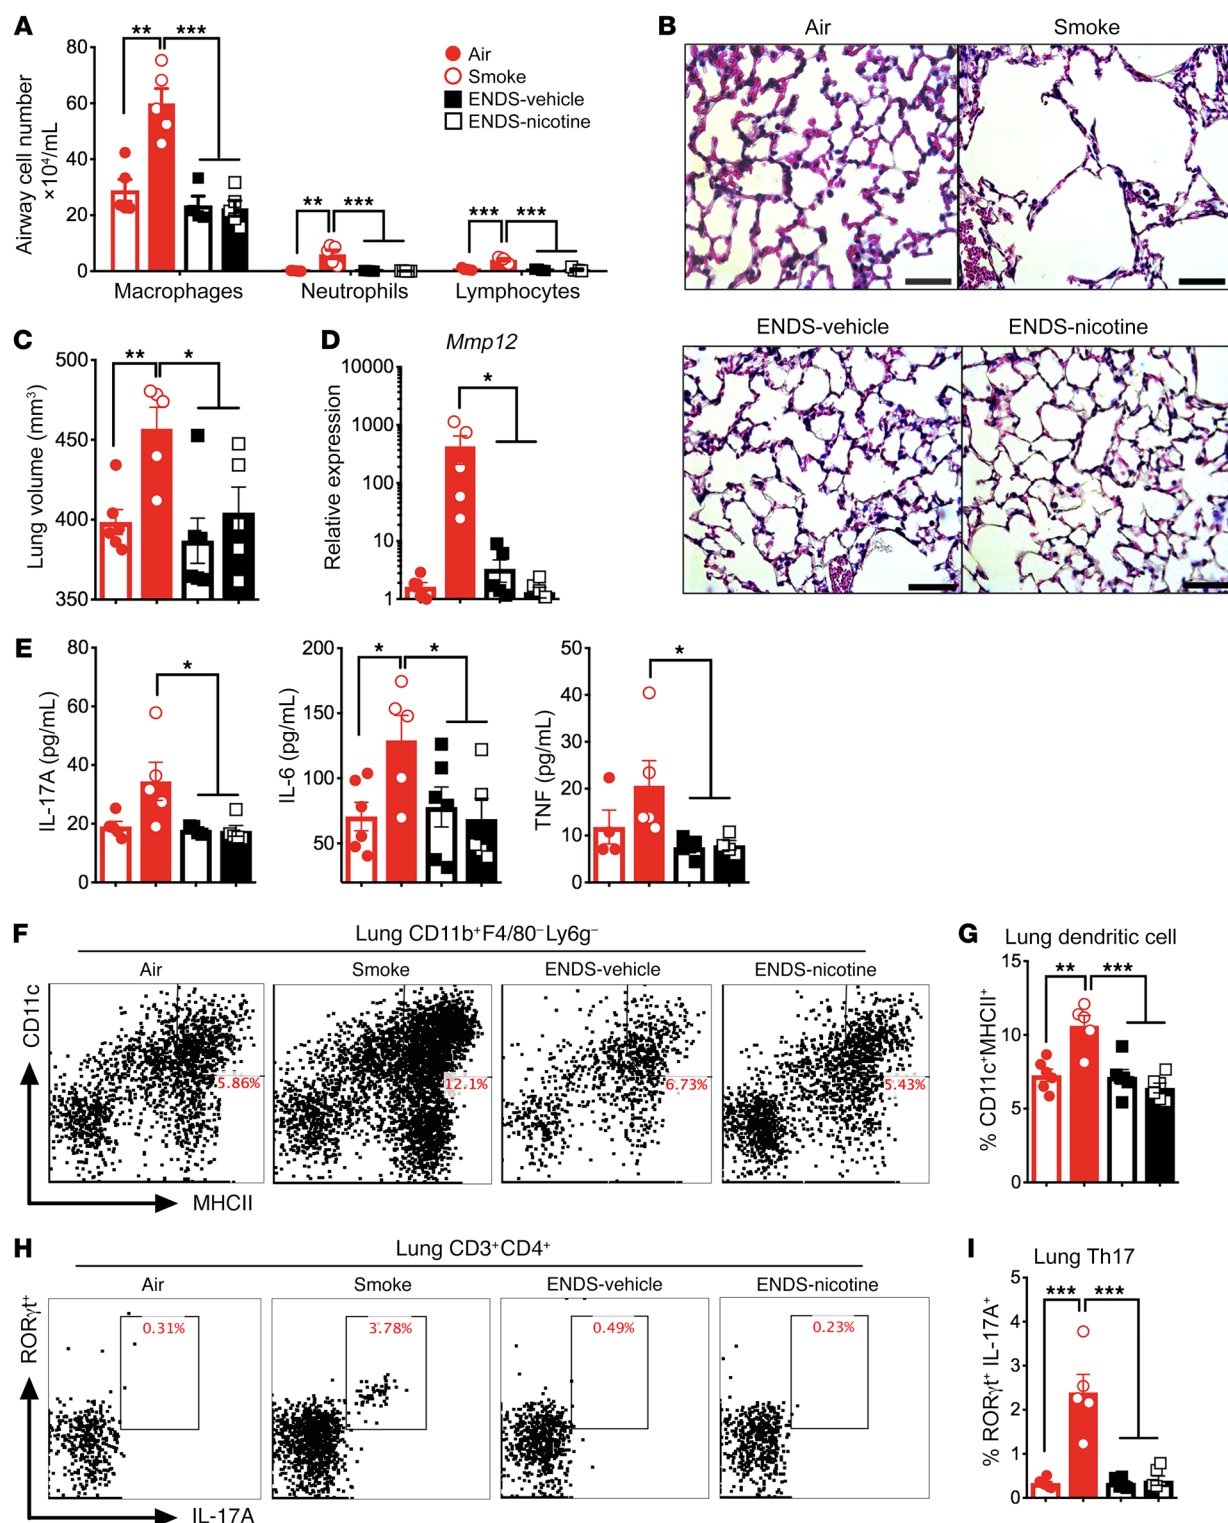 A
Airway cell number
×10⁴/mL
80
60
40
20
0
** ***
** ***
*** ***
Macrophages Neutrophils Lymphocytes
Air
Smoke
ENDS-vehicle
ENDS-nicotine
B
Air Smoke
ENDS-vehicle ENDS-nicotine
C
Lung volume (mm³)
500
450
400
350
** *
D
Mmp12
Relative expression
10000
1000
100
10
1
*
E
IL-17A (pg/mL)
80
60
40
20
0
*
IL-6 (pg/mL)
200
150
100
50
* *
TNF (pg/mL)
50
40
30
20
10
0
*
F
Lung CD11b⁺F4/80⁻Ly6g⁻
Air Smoke ENDS-vehicle ENDS-nicotine
CD11c
5.86% 12.1% 6.73% 5.43%
MHCII
G
Lung dendritic cell
% CD11c⁺MHCII⁺
15
10
5
0
** ***
H
Lung CD3⁺CD4⁺
Air Smoke ENDS-vehicle ENDS-nicotine
RORγt⁺
0.31% 3.78% 0.49% 0.23%
IL-17A
I
Lung Th17
% RORγt⁺ IL-17A⁺
5
4
3
2
1
0
*** ***